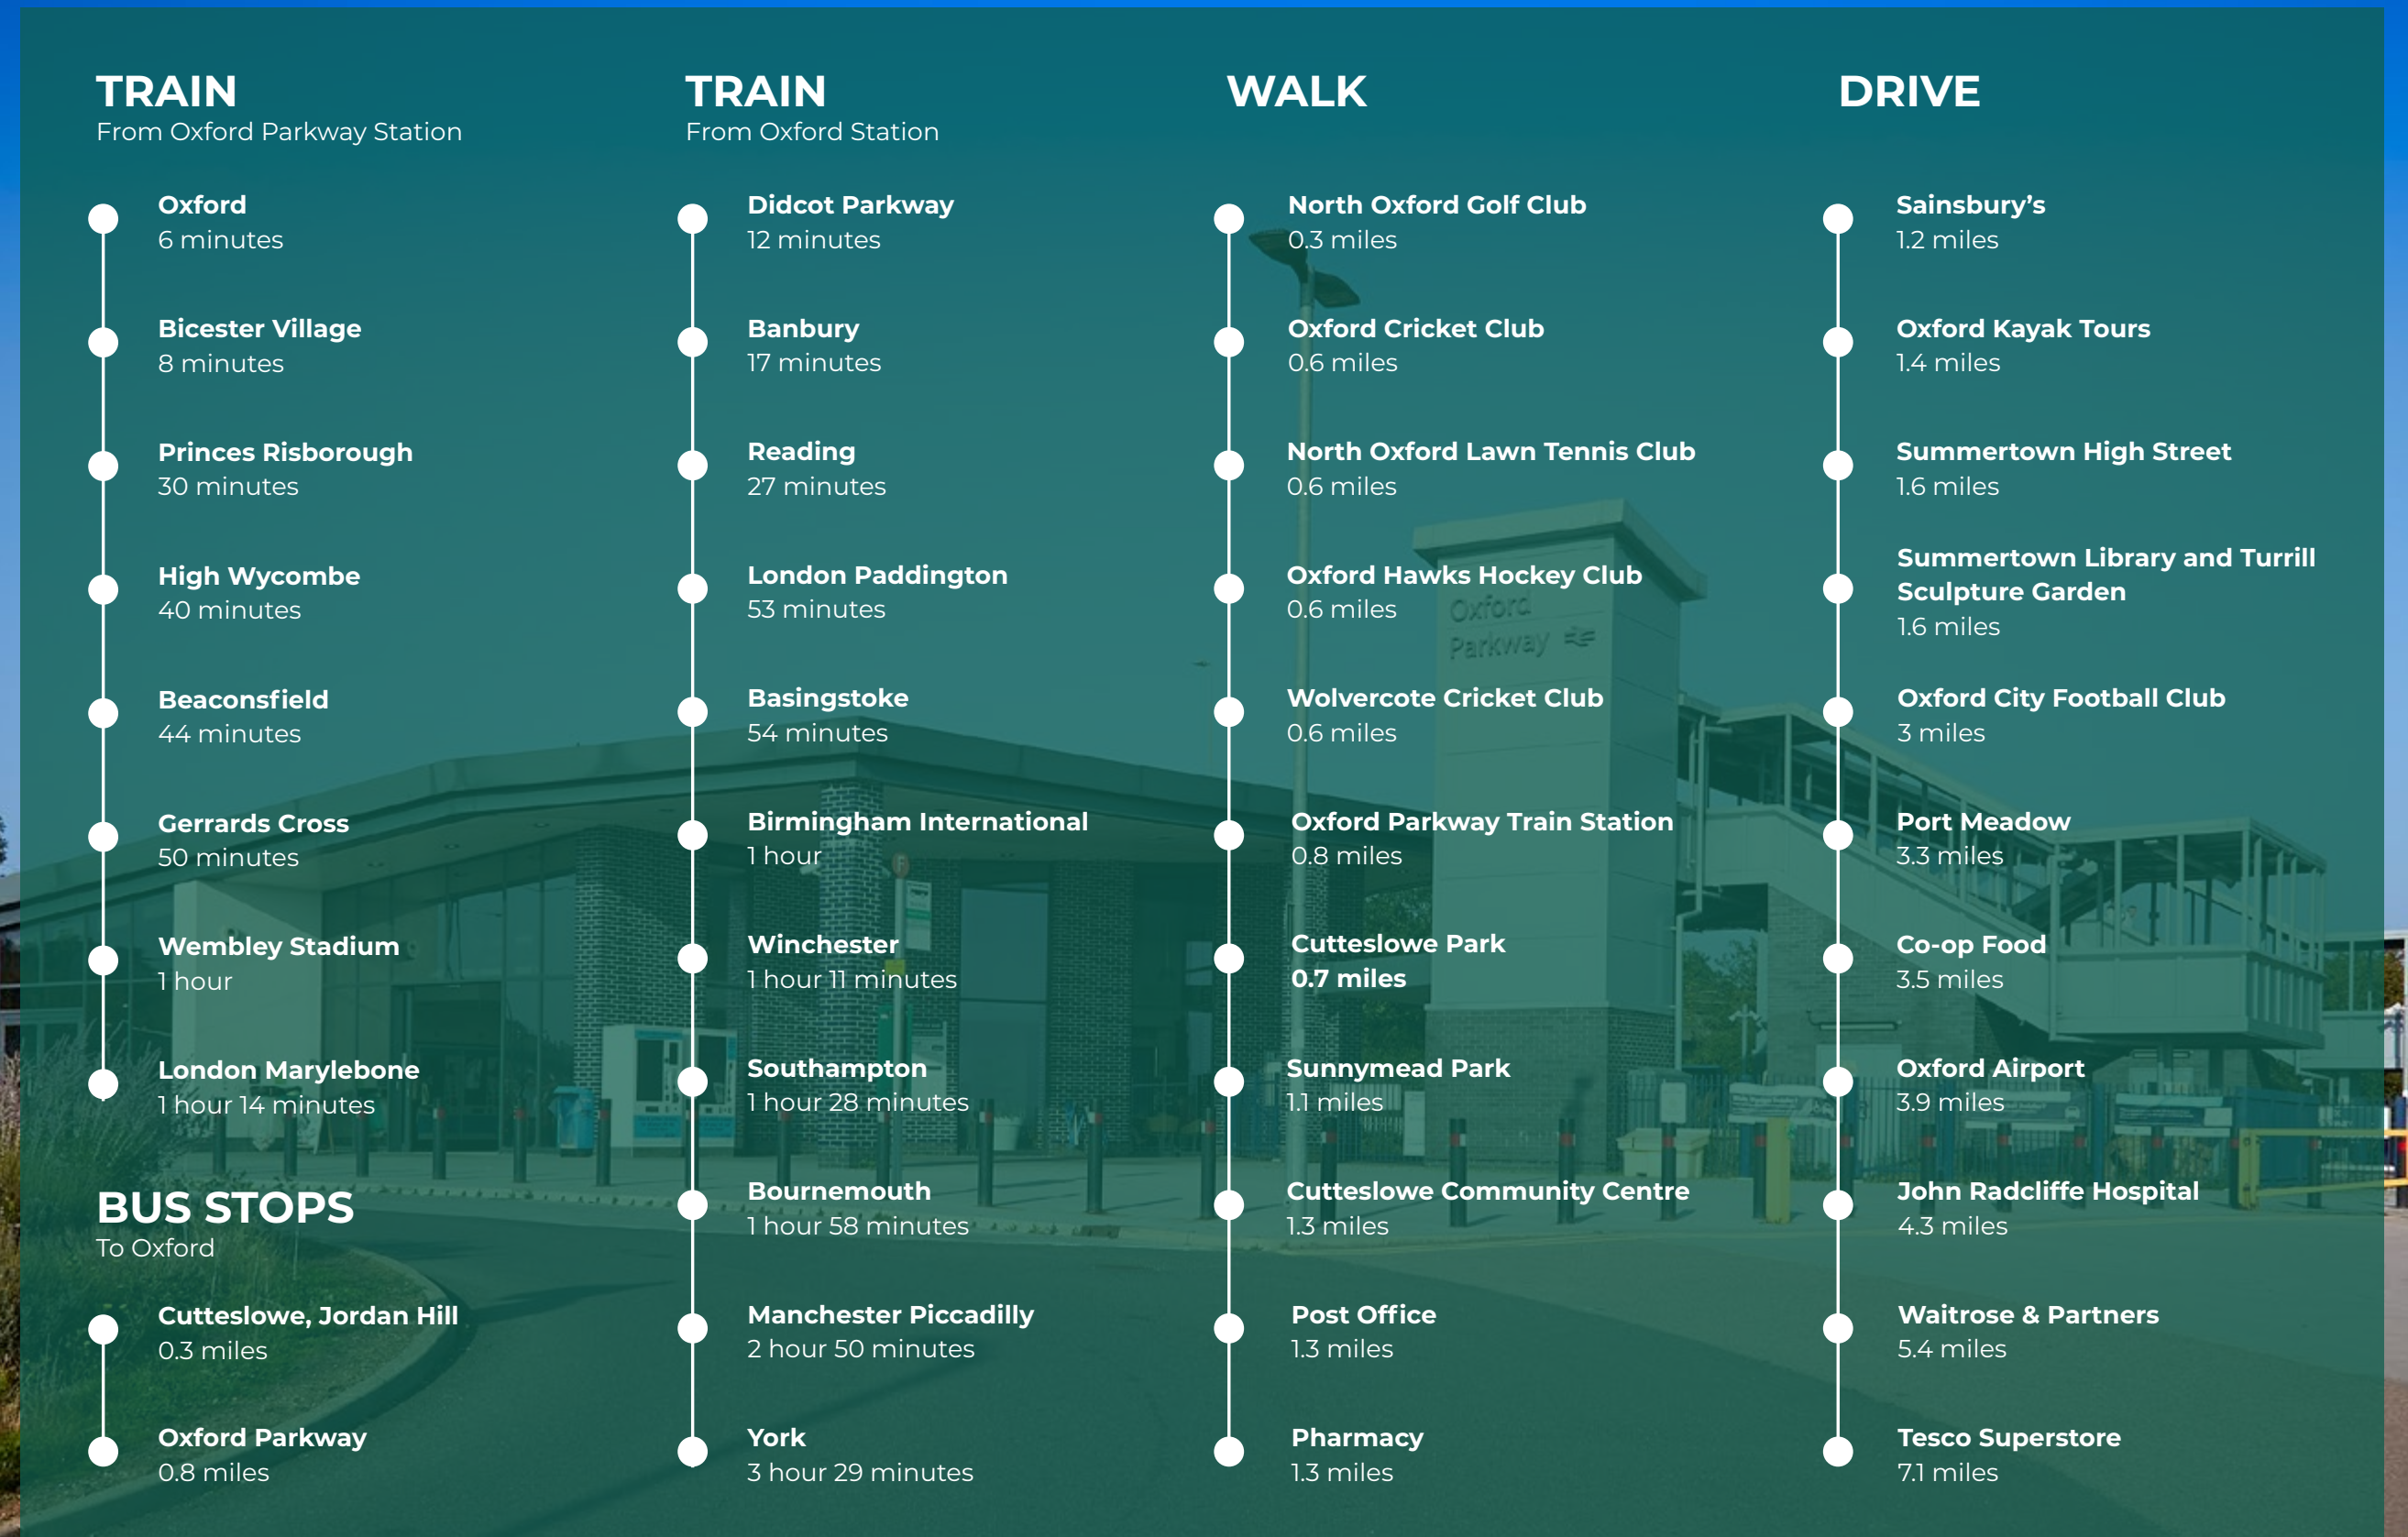 TRAIN
From Oxford Parkway Station
Oxford
6 minutes
Bicester Village
8 minutes
Princes Risborough
30 minutes
High Wycombe
40 minutes
Beaconsfield
44 minutes
Gerrards Cross
50 minutes
Wembley Stadium
1 hour
London Marylebone
1 hour 14 minutes
BUS STOPS
To Oxford
Cutteslowe, Jordan Hill
0.3 miles
Oxford Parkway
0.8 miles
TRAIN
From Oxford Station
Didcot Parkway
12 minutes
Banbury
17 minutes
Reading
27 minutes
London Paddington
53 minutes
Basingstoke
54 minutes
Birmingham International
1 hour
Winchester
1 hour 11 minutes
Southampton
1 hour 28 minutes
Bournemouth
1 hour 58 minutes
Manchester Piccadilly
2 hour 50 minutes
York
3 hour 29 minutes
WALK
North Oxford Golf Club
0.3 miles
Oxford Cricket Club
0.6 miles
North Oxford Lawn Tennis Club
0.6 miles
Oxford Hawks Hockey Club
0.6 miles
Wolvercote Cricket Club
0.6 miles
Oxford Parkway Train Station
0.8 miles
Cutteslowe Park
0.7 miles
Sunnymead Park
1.1 miles
Cutteslowe Community Centre
1.3 miles
Post Office
1.3 miles
Pharmacy
1.3 miles
DRIVE
Sainsbury’s
1.2 miles
Oxford Kayak Tours
1.4 miles
Summertown High Street
1.6 miles
Summertown Library and Turrill
Sculpture Garden
1.6 miles
Oxford City Football Club
3 miles
Port Meadow
3.3 miles
Co-op Food
3.5 miles
Oxford Airport
3.9 miles
John Radcliffe Hospital
4.3 miles
Waitrose & Partners
5.4 miles
Tesco Superstore
7.1 miles
Oxford
Parkway